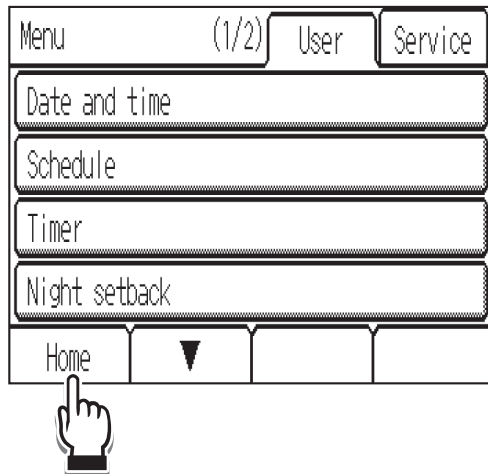 Menu (1/2) User Service
Date and time
Schedule
Timer
Night setback
Home ▼